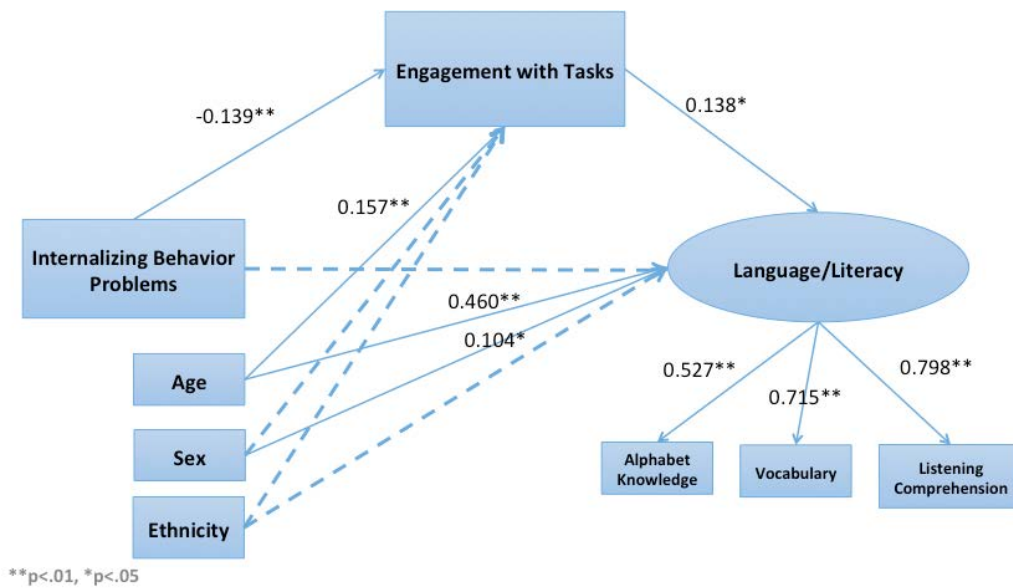 Engagement with Tasks
-0.139**
0.138*
0.157**
Internalizing Behavior
Problems
Language/Literacy
0.460**
0.104*
Age
0.527**
0.715**
0.798**
Sex
Alphabet
Knowledge
Vocabulary
Listening
Comprehension
Ethnicity
**p<.01, *p<.05